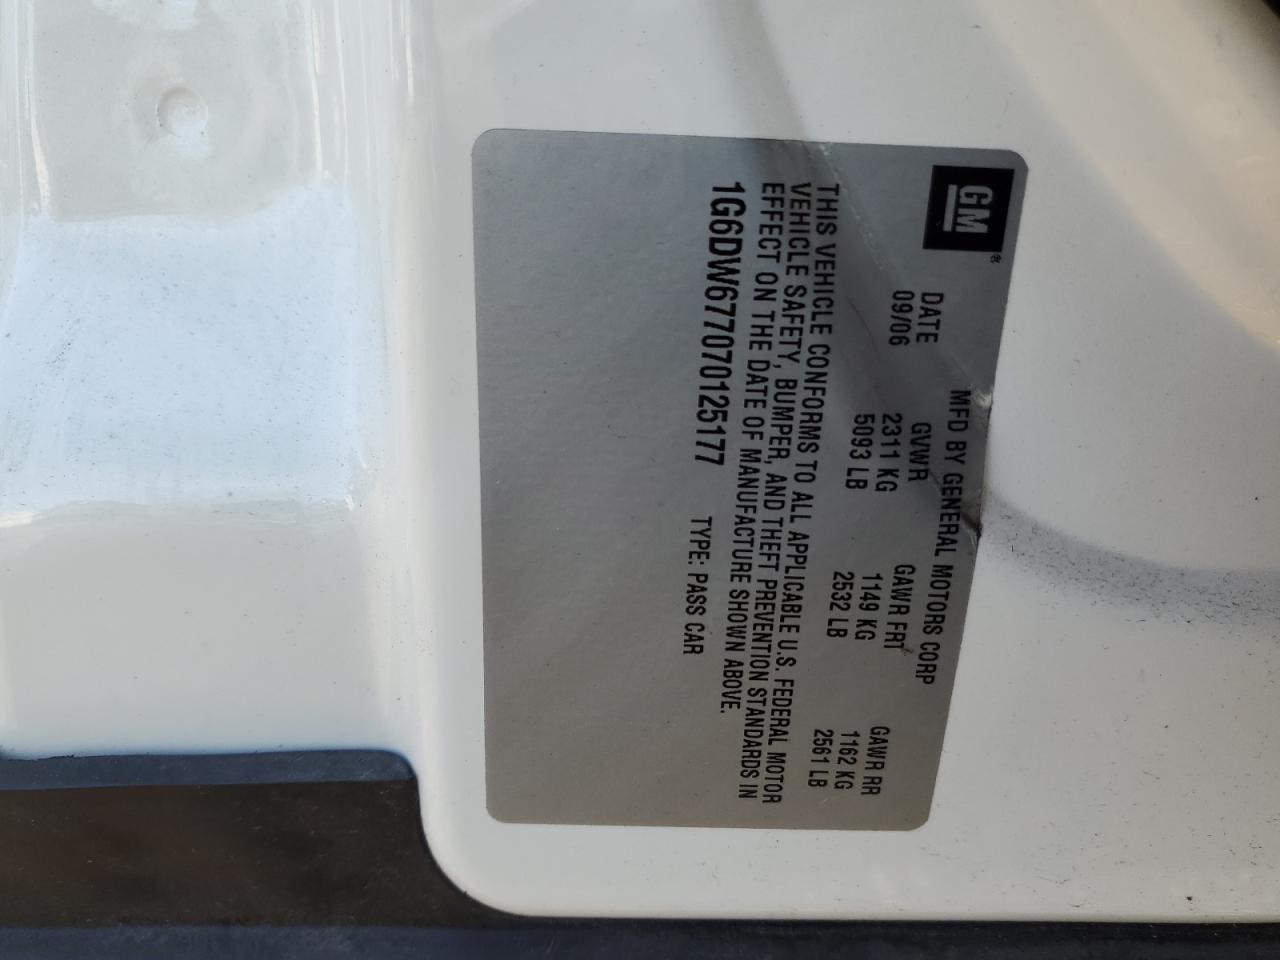 GM®
MFD BY GENERAL MOTORS CORP
DATE GVWR GAWR FRT GAWR RR
09/06 2311 KG 1149 KG 1162 KG
5093 LB 2532 LB 2561 LB
THIS VEHICLE CONFORMS TO ALL APPLICABLE U.S. FEDERAL MOTOR
VEHICLE SAFETY, BUMPER, AND THEFT PREVENTION STANDARDS IN
EFFECT ON THE DATE OF MANUFACTURE SHOWN ABOVE.
1G6DW677070125177 TYPE: PASS CAR